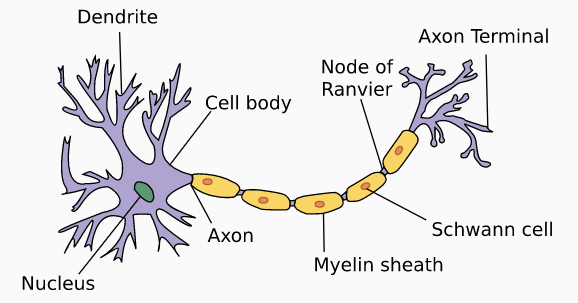 Dendrite
Axon Terminal
Node of
Ranvier
Cell body
Axon
Schwann cell
Myelin sheath
Nucleus